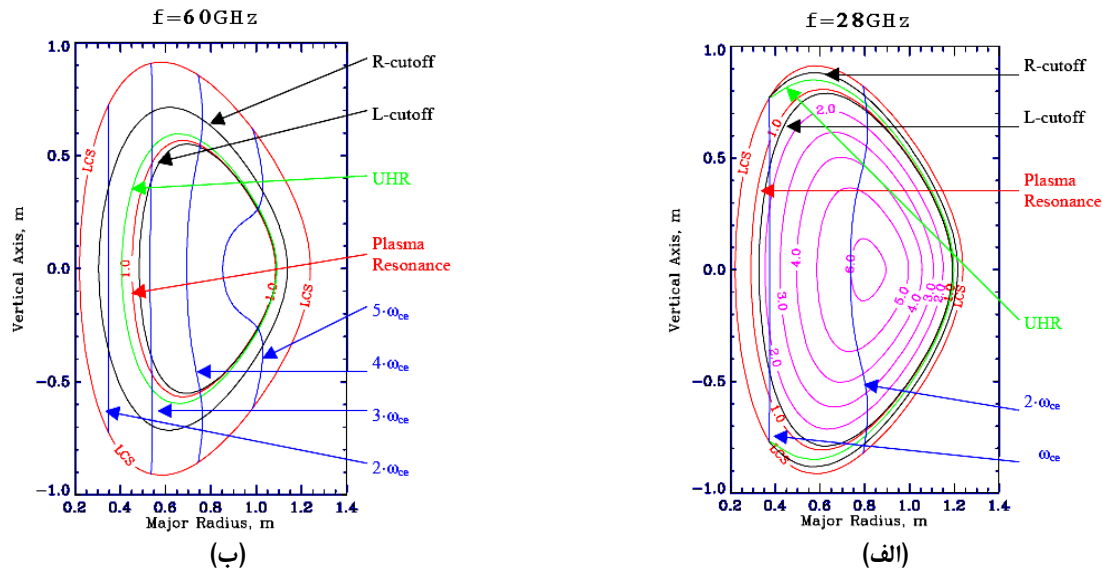 f=60GHz
1.0
0.5
0.0
−0.5
−1.0
Vertical Axis, m
0.2 0.4 0.6 0.8 1.0 1.2 1.4
Major Radius, m
LCS
LCS
LCS
1.0
1.0
R-cutoff
L-cutoff
UHR
Plasma
Resonance
5·ωce
4·ωce
3·ωce
2·ωce
(ب)
f=28GHz
1.0
0.5
0.0
−0.5
−1.0
Vertical Axis, m
0.2 0.4 0.6 0.8 1.0 1.2 1.4
Major Radius, m
LCS
LCS
LCS
1.0
2.0
3.0
4.0
6.0
5.0
4.0
3.0
2.0
1.0
2.0
1.0
R-cutoff
L-cutoff
Plasma
Resonance
UHR
2·ωce
ωce
(الف)